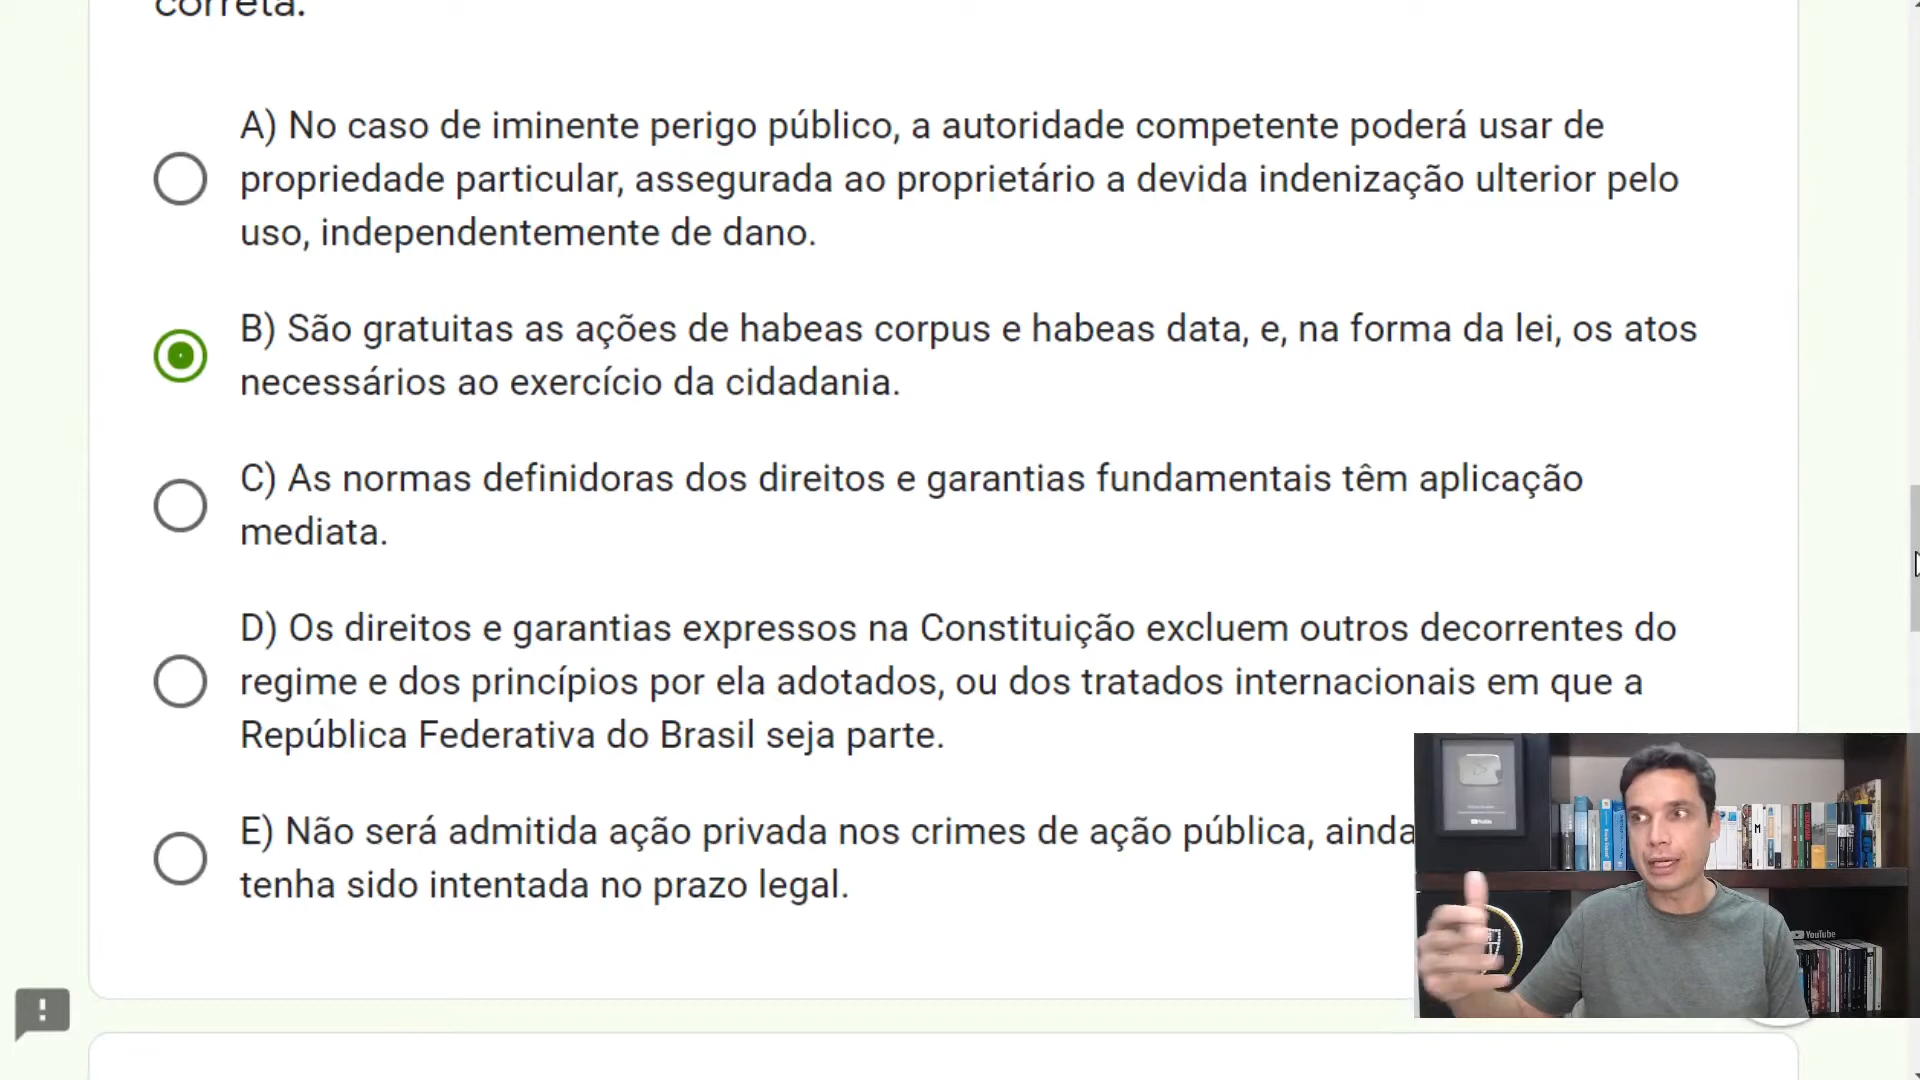 correta.
A) No caso de iminente perigo público, a autoridade competente poderá usar de
propriedade particular, assegurada ao proprietário a devida indenização ulterior pelo
uso, independentemente de dano.
B) São gratuitas as ações de habeas corpus e habeas data, e, na forma da lei, os atos
necessários ao exercício da cidadania.
C) As normas definidoras dos direitos e garantias fundamentais têm aplicação
mediata.
D) Os direitos e garantias expressos na Constituição excluem outros decorrentes do
regime e dos princípios por ela adotados, ou dos tratados internacionais em que a
República Federativa do Brasil seja parte.
E) Não será admitida ação privada nos crimes de ação pública, ainda
tenha sido intentada no prazo legal.
YouTube